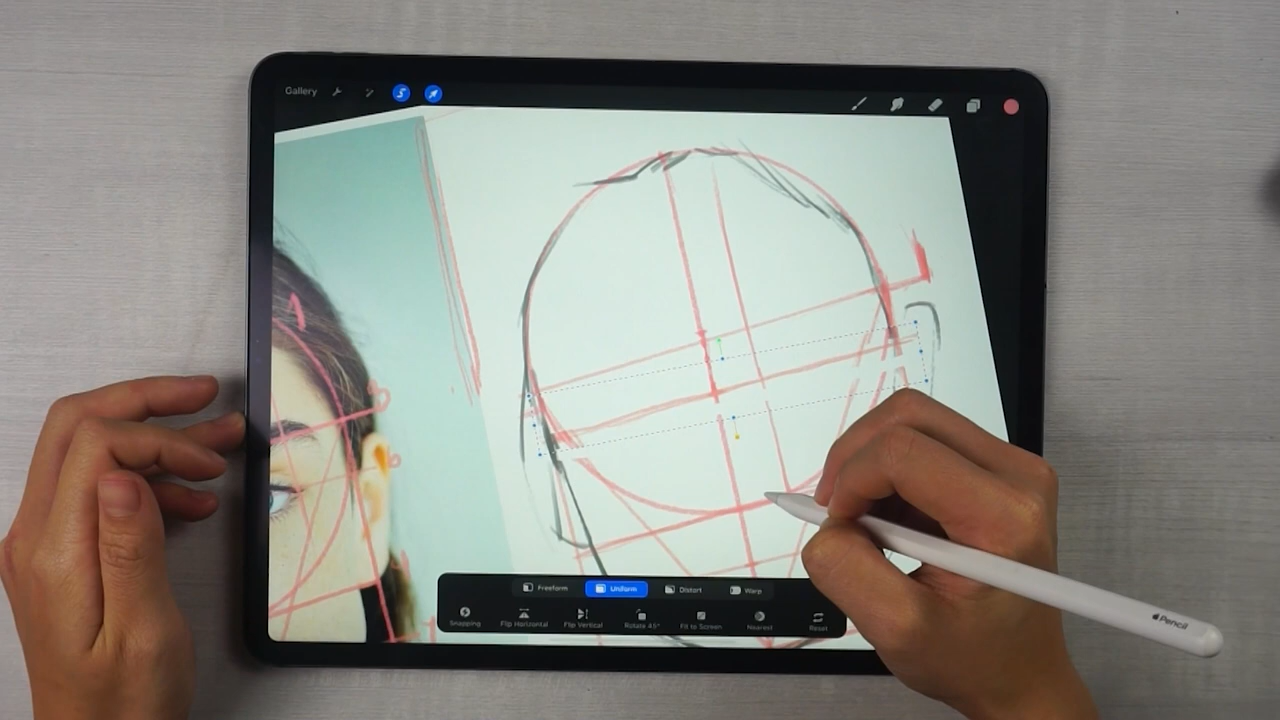 Gallery
Freeform Uniform Distort Warp
Snapping Flip Horizontal Flip Vertical Rotate 45° Fit to Screen Nearest Reset
Pencil